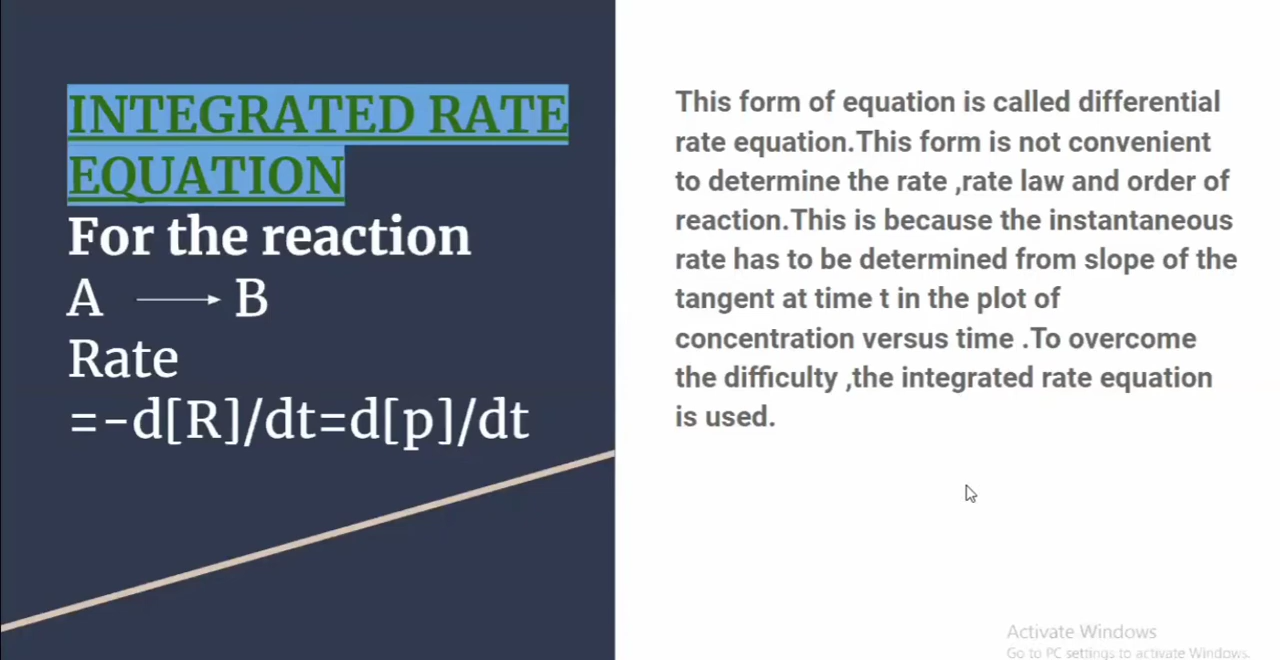 INTEGRATED RATE
EQUATION
For the reaction
A ⟶ B
Rate
=-d[R]/dt=d[p]/dt
This form of equation is called differential
rate equation.This form is not convenient
to determine the rate ,rate law and order of
reaction.This is because the instantaneous
rate has to be determined from slope of the
tangent at time t in the plot of
concentration versus time .To overcome
the difficulty ,the integrated rate equation
is used.
Activate Windows
Go to PC settings to activate Windows.